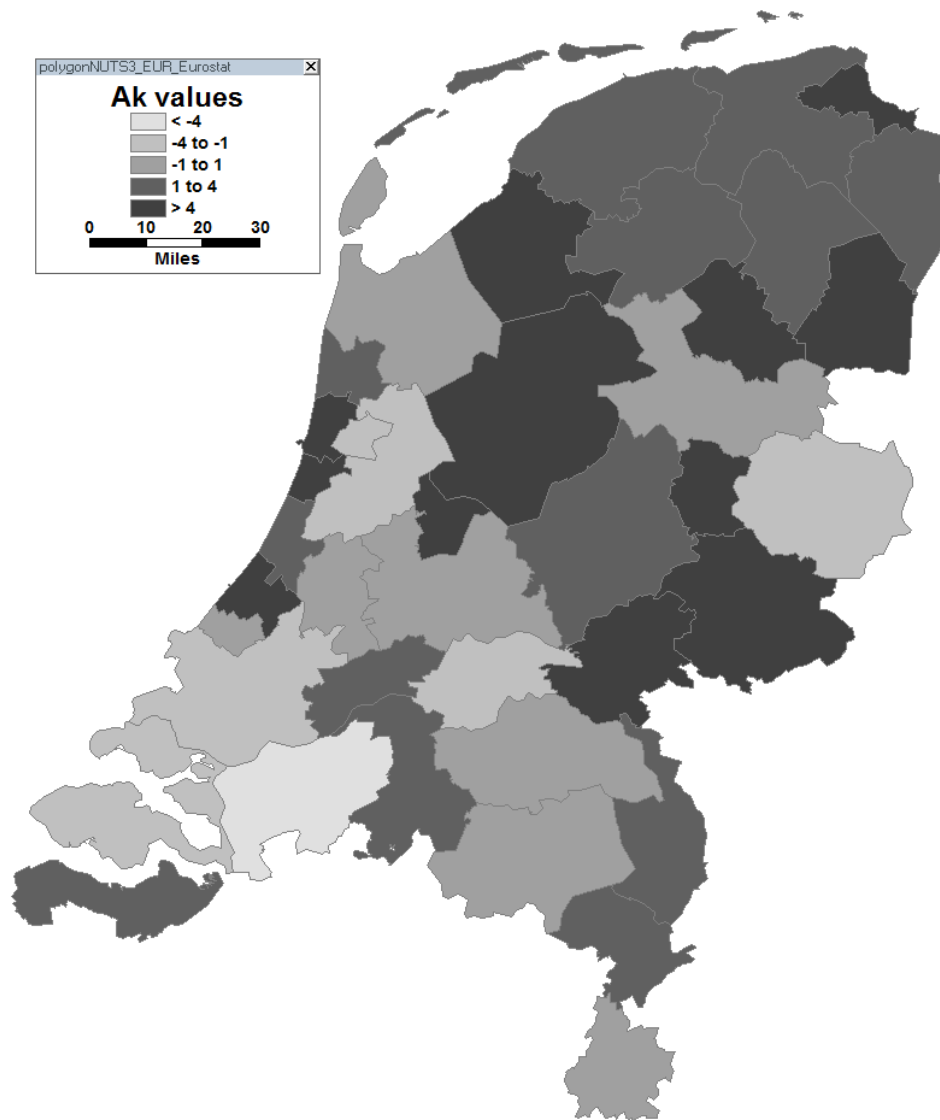 polygonNUTS3_EUR_Eurostat
Ak values
< -4
-4 to -1
-1 to 1
1 to 4
> 4
0 10 20 30
Miles